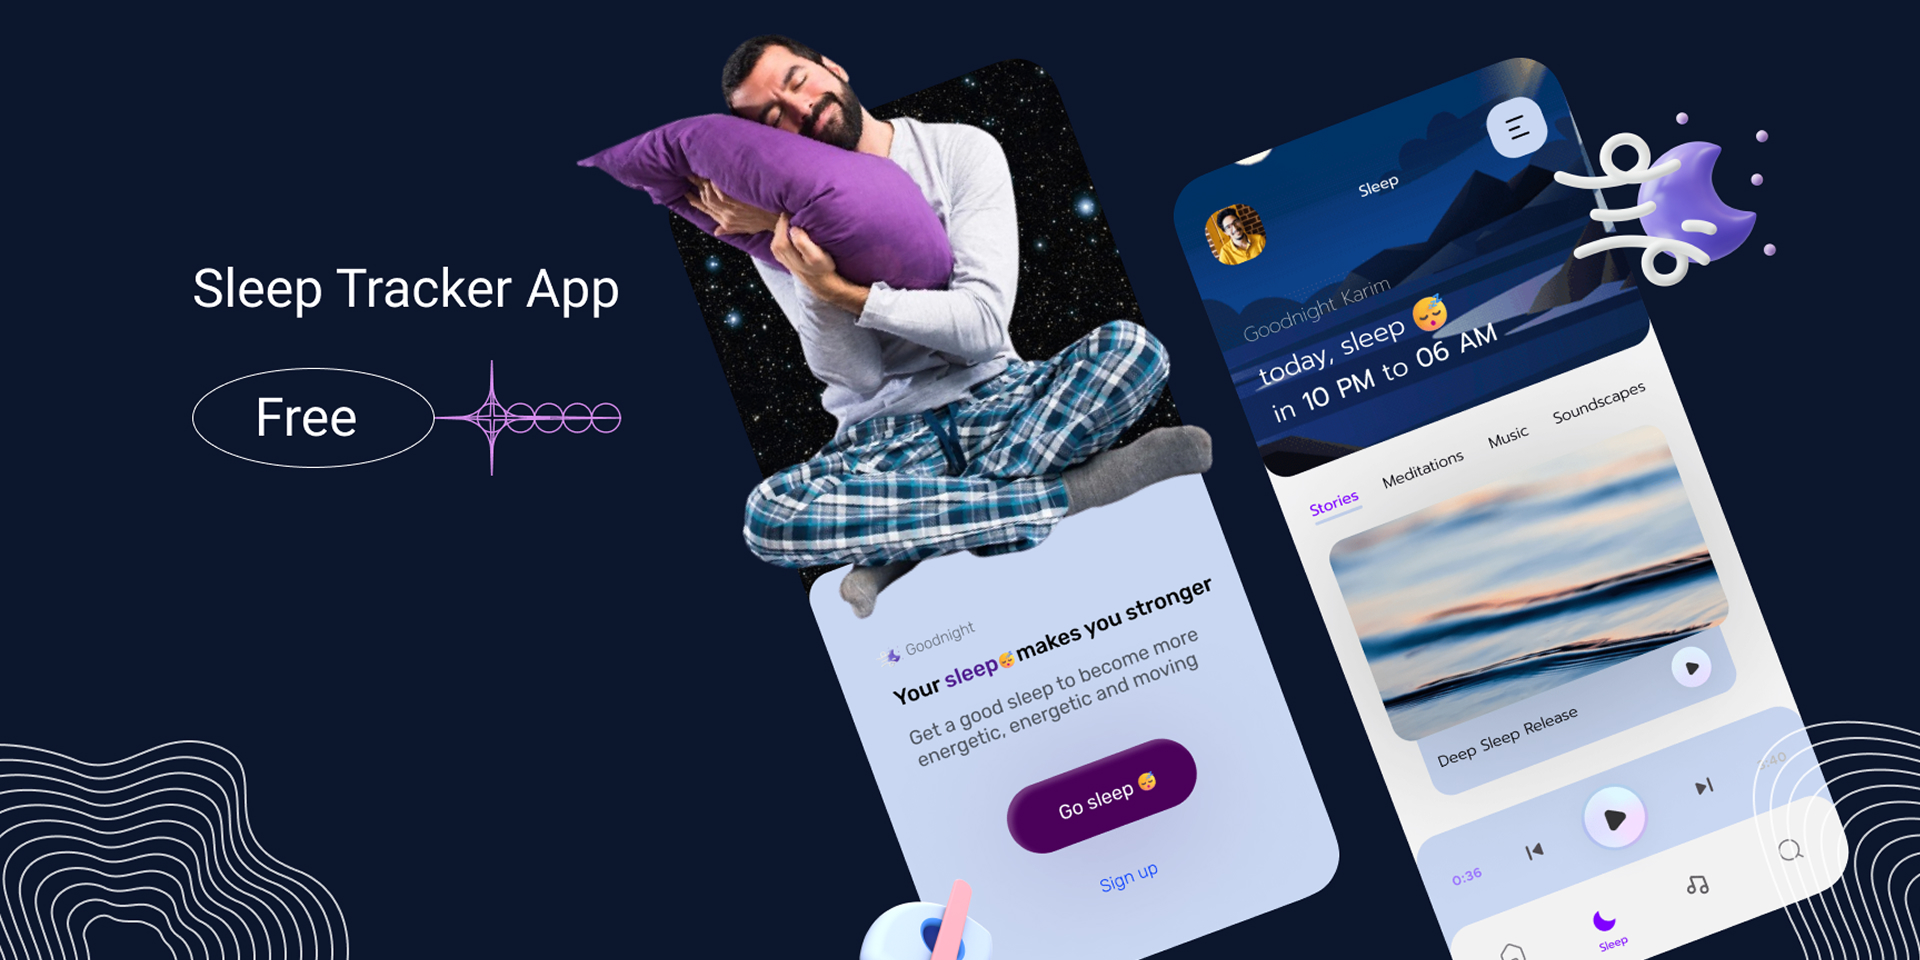 Sleep Tracker App
Free
Goodnight
Your sleep😴makes you stronger
Get a good sleep to become more
energetic, energetic and moving
Go sleep 😴
Sign up
Sleep
Goodnight Karim
today, sleep 😴
in 10 PM to 06 AM
Stories
Meditations
Music
Soundscapes
Deep Sleep Release
0:36
Sleep